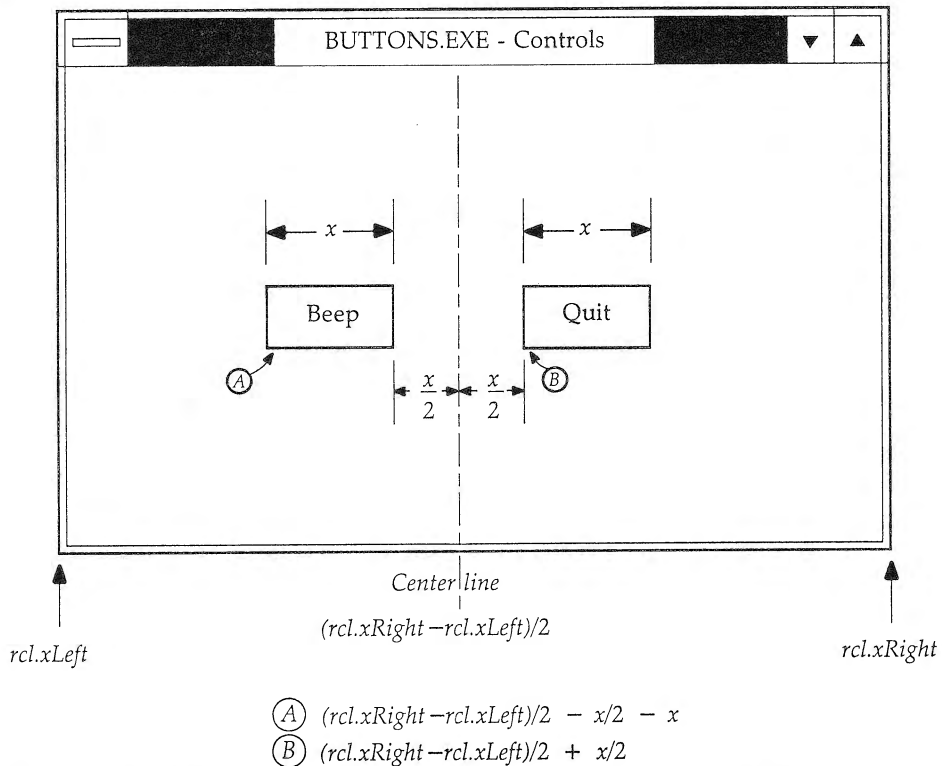 BUTTONS.EXE - Controls
x x
Beep Quit
A B
x/2 x/2
Center line
(rcl.xRight−rcl.xLeft)/2
rcl.xLeft rcl.xRight
A (rcl.xRight−rcl.xLeft)/2 − x/2 − x
B (rcl.xRight−rcl.xLeft)/2 + x/2